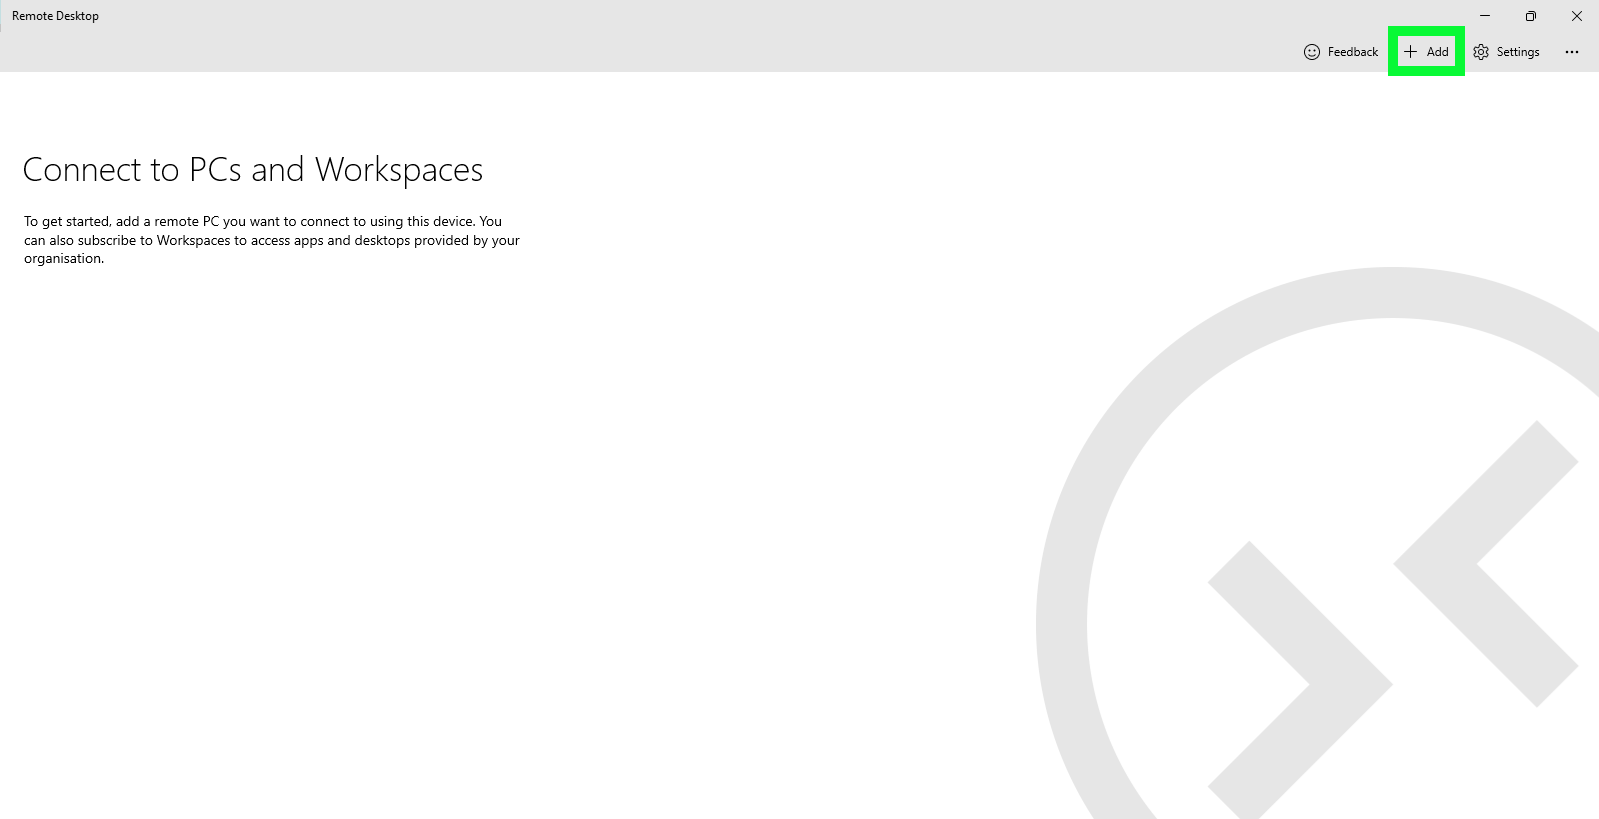 Remote Desktop
Feedback
Add
Settings
Connect to PCs and Workspaces
To get started, add a remote PC you want to connect to using this device. You
can also subscribe to Workspaces to access apps and desktops provided by your
organisation.